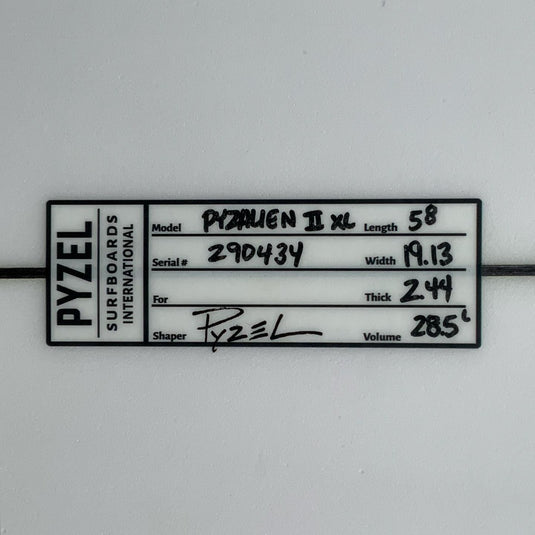 PYZEL
SURFBOARDS
INTERNATIONAL
Model PYZALIEN II XL Length 5 8
Serial # 290434 Width 19.13
For Thick 2.44
Shaper PYZEL Volume 28.5 L